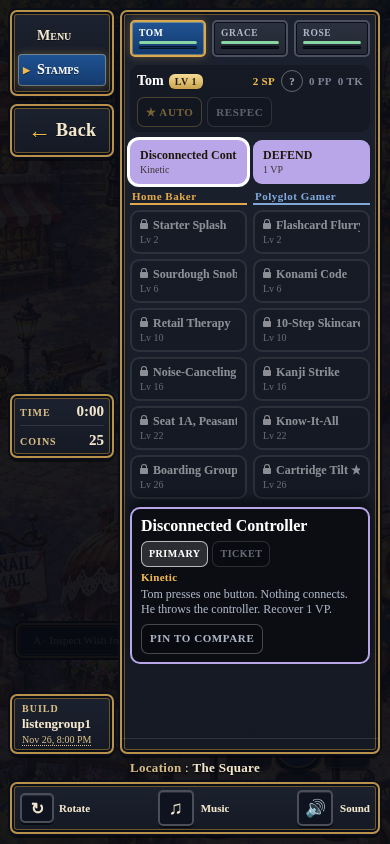 Menu
▶ Stamps
← Back
TIME 0:00
COINS 25
BUILD
listengroup1
Nov 26, 8:00 PM
TOM GRACE ROSE
Tom LV 1 2 SP ? 0 PP 0 TK
★ AUTO RESPEC
Disconnected Cont DEFEND
Kinetic 1 VP
Home Baker Polyglot Gamer
Starter Splash Flashcard Flurry
Lv 2 Lv 2
Sourdough Snob Konami Code
Lv 6 Lv 6
Retail Therapy 10-Step Skincare
Lv 10 Lv 10
Noise-Canceling Kanji Strike
Lv 16 Lv 16
Seat 1A, Peasant Know-It-All
Lv 22 Lv 22
Boarding Group Cartridge Tilt ★
Lv 26 Lv 26
Disconnected Controller
PRIMARY TICKET
Kinetic
Tom presses one button. Nothing connects.
He throws the controller. Recover 1 VP.
PIN TO COMPARE
Location : The Square
↻ Rotate ♫ Music 🔊 Sound